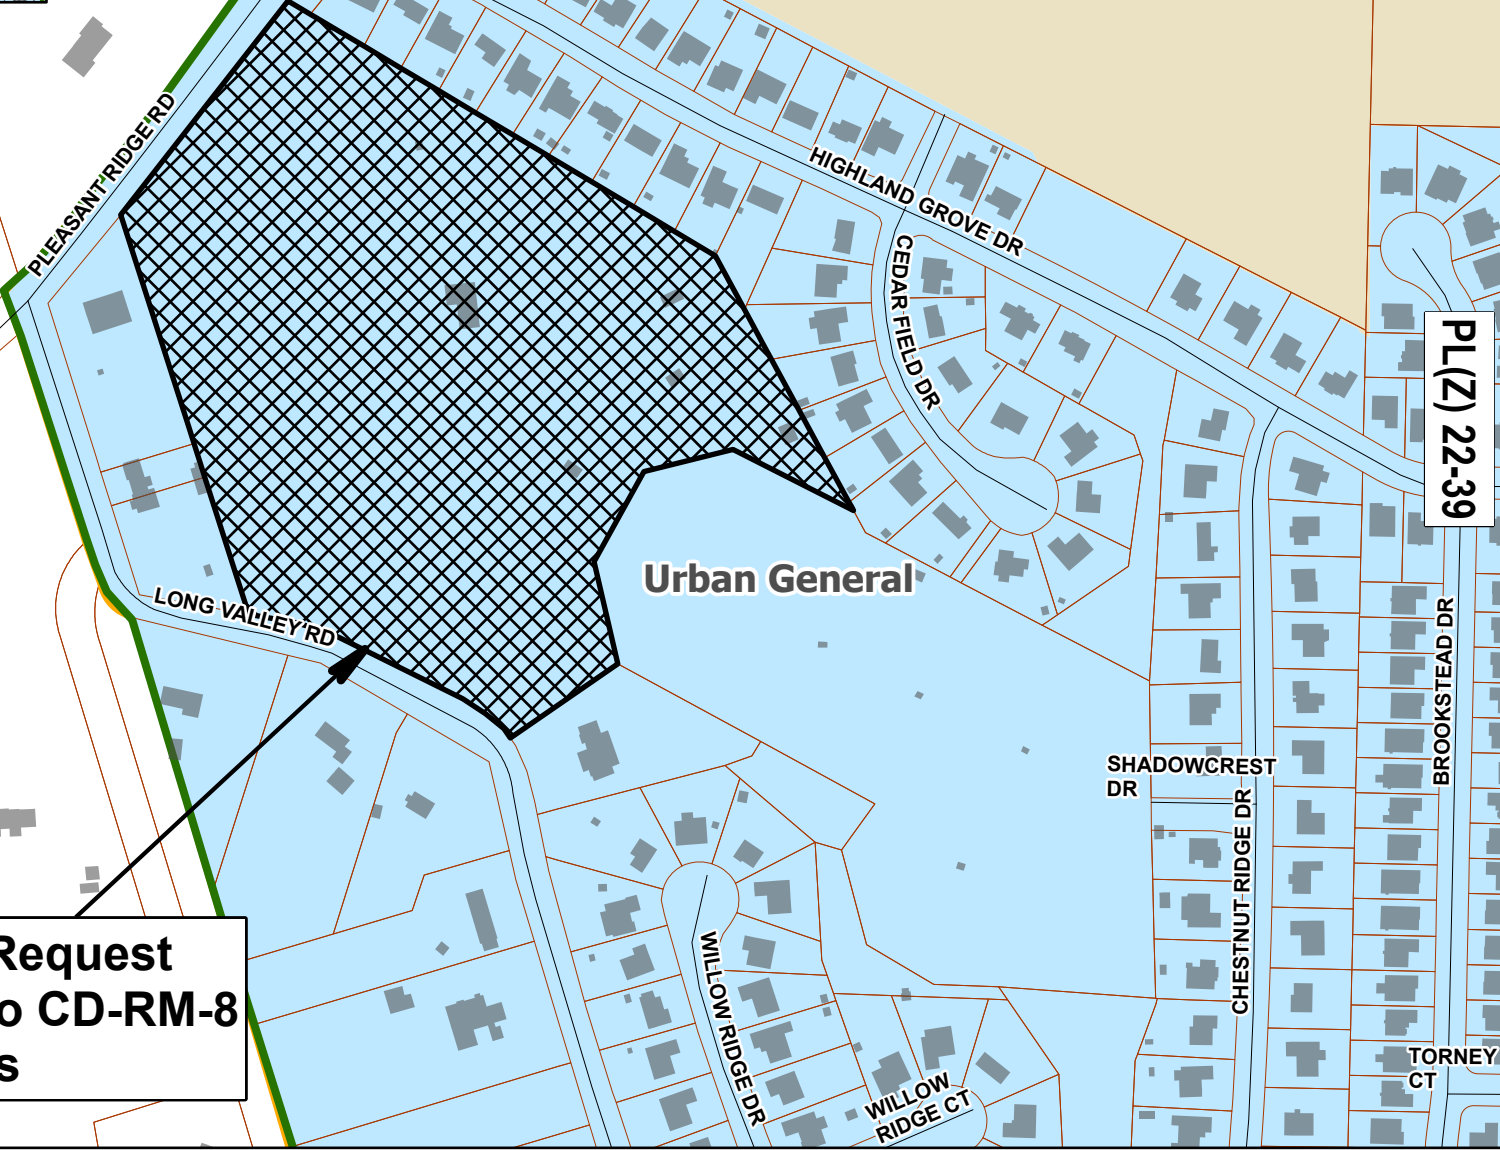 PLEASANT RIDGE RD
HIGHLAND GROVE DR
CEDAR FIELD DR
PL(Z) 22-39
Urban General
LONG VALLEY RD
BROOKSTEAD DR
SHADOWCREST
DR
CHESTNUT RIDGE DR
Request
o CD-RM-8
s
WILLOW RIDGE DR
WILLOW
RIDGE CT
TORNEY
CT